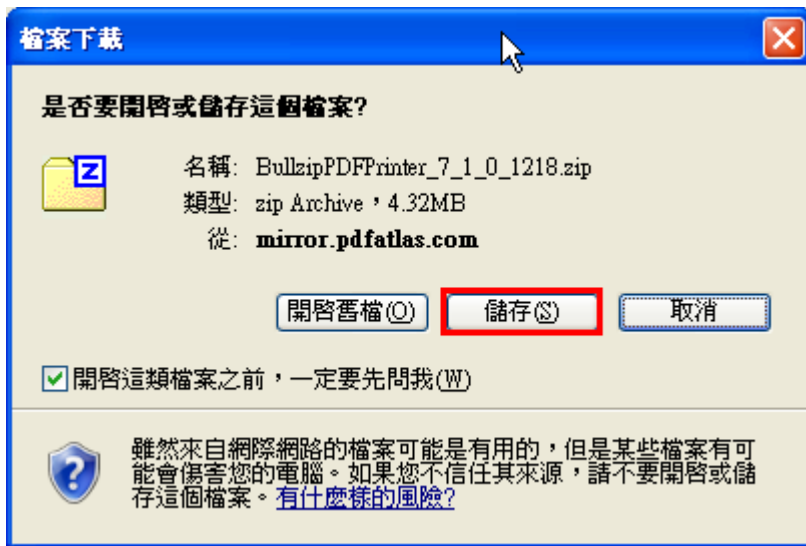 檔案下載
是否要開啓或儲存這個檔案?
Z
名稱: BullzipPDFPrinter_7_1_0_1218.zip
類型: zip Archive，4.32MB
從: mirror.pdfatlas.com
開啓舊檔(O) 儲存(S) 取消
開啓這類檔案之前，一定要先問我(W)
雖然來自網際網路的檔案可能是有用的，但是某些檔案有可
能會傷害您的電腦。如果您不信任其來源，請不要開啓或儲
存這個檔案。有什麼樣的風險?